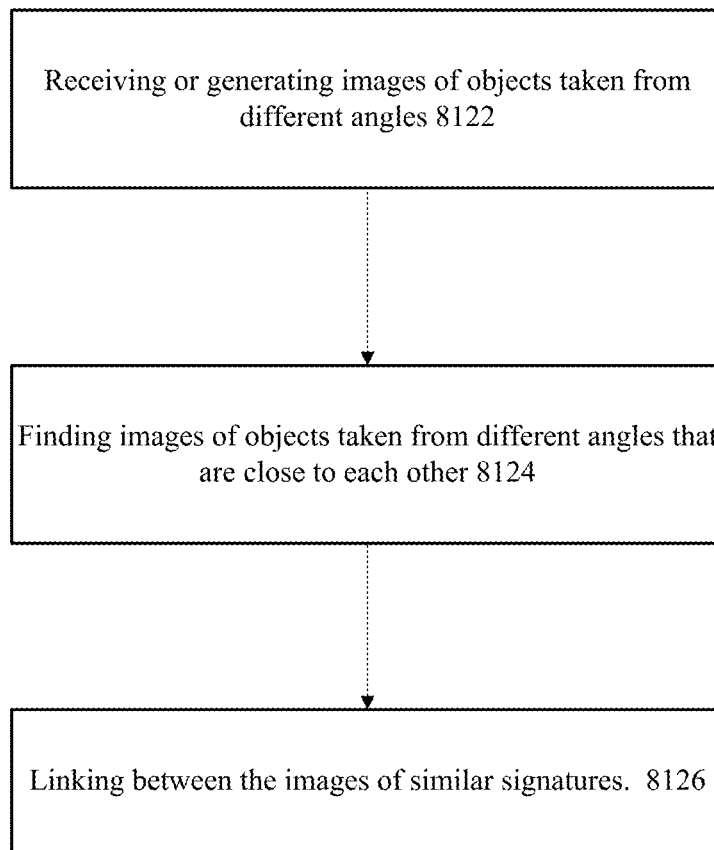 Receiving or generating images of objects taken from
different angles 8122
Finding images of objects taken from different angles that
are close to each other 8124
Linking between the images of similar signatures.  8126